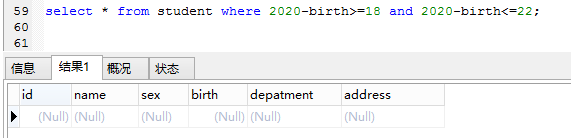 59 select * from student where 2020-birth>=18 and 2020-birth<=22;
60
61
信息 结果1 概况 状态
id name sex birth depatment address
(Null) (Null) (Null) (Null) (Null) (Null)